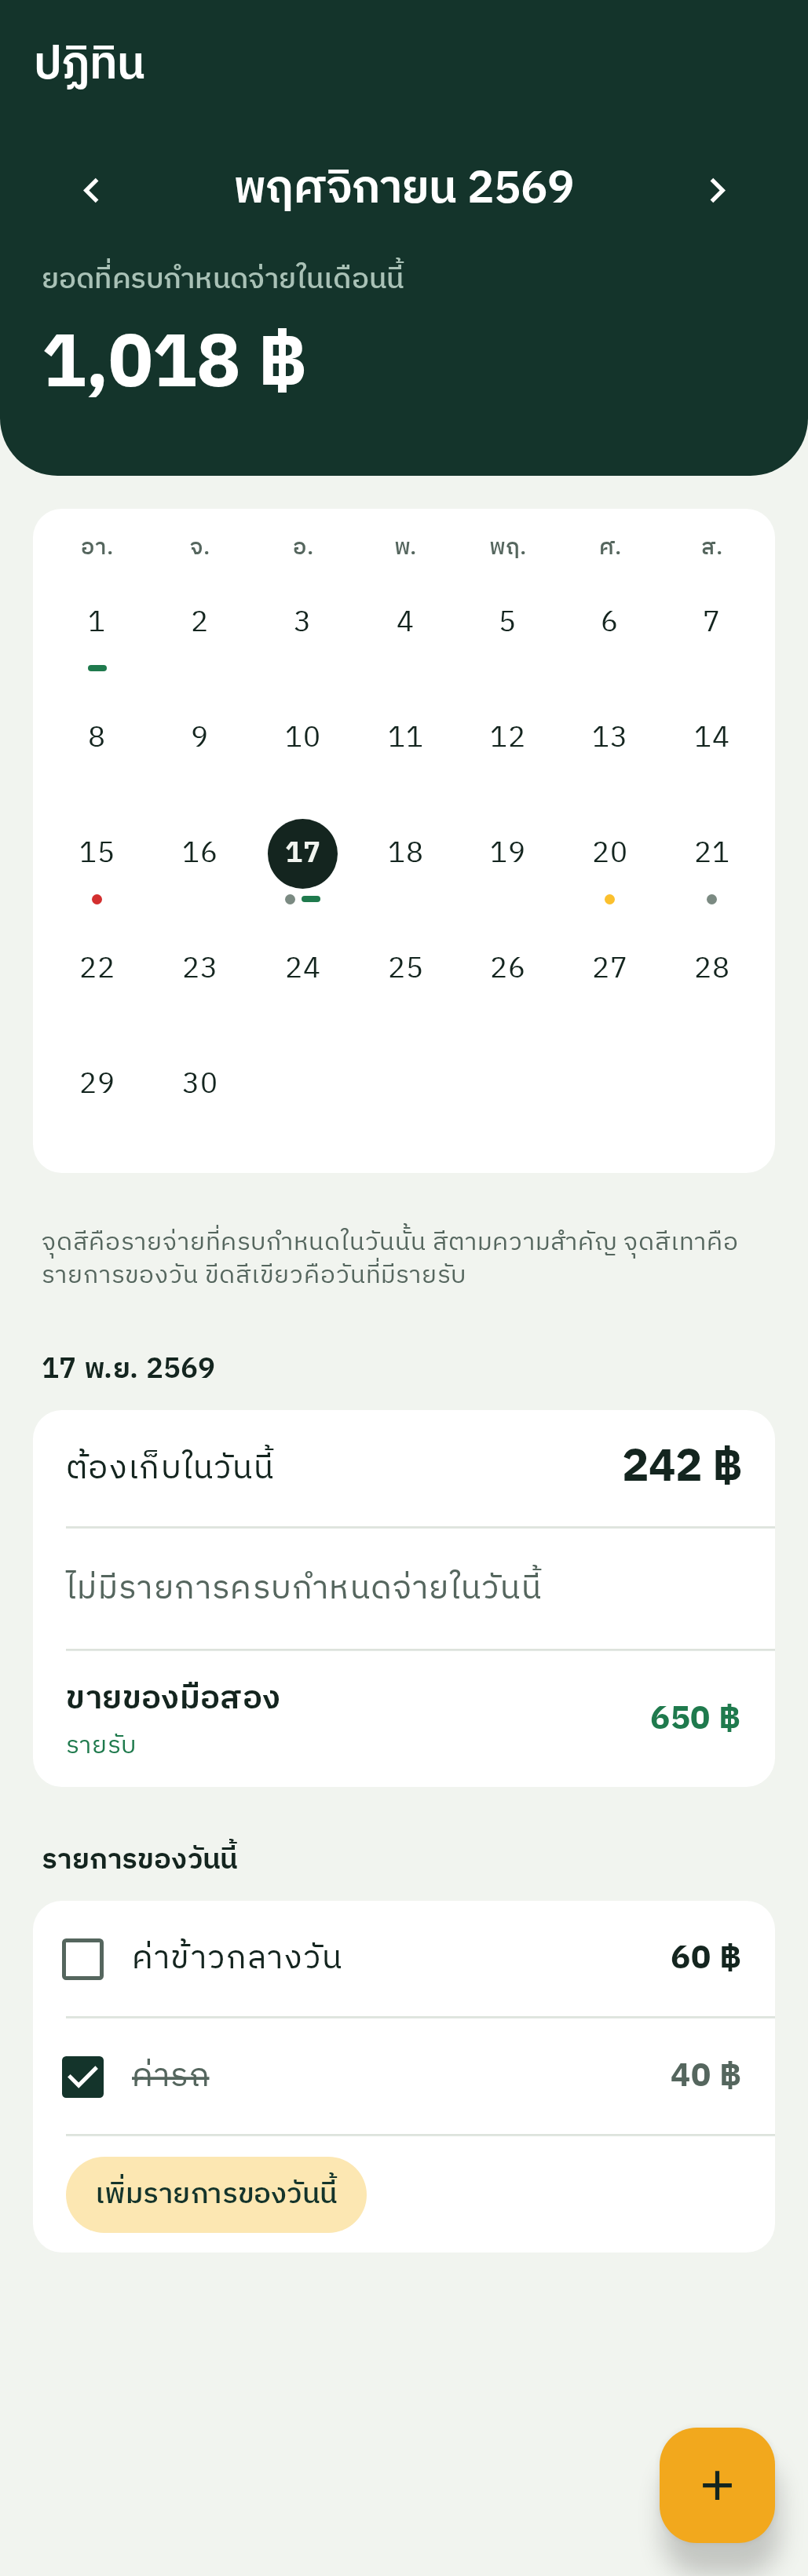 ปฏิทิน
พฤศจิกายน 2569
ยอดที่ครบกำหนดจ่ายในเดือนนี้
1,018 ฿
อา. จ. อ. พ. พฤ. ศ. ส.
1 2 3 4 5 6 7
8 9 10 11 12 13 14
15 16 17 18 19 20 21
22 23 24 25 26 27 28
29 30
จุดสีคือรายจ่ายที่ครบกำหนดในวันนั้น สีตามความสำคัญ จุดสีเทาคือ
รายการของวัน ขีดสีเขียวคือวันที่มีรายรับ
17 พ.ย. 2569
ต้องเก็บในวันนี้ 242 ฿
ไม่มีรายการครบกำหนดจ่ายในวันนี้
ขายของมือสอง 650 ฿
รายรับ
รายการของวันนี้
ค่าข้าวกลางวัน 60 ฿
ค่ารถ 40 ฿
เพิ่มรายการของวันนี้